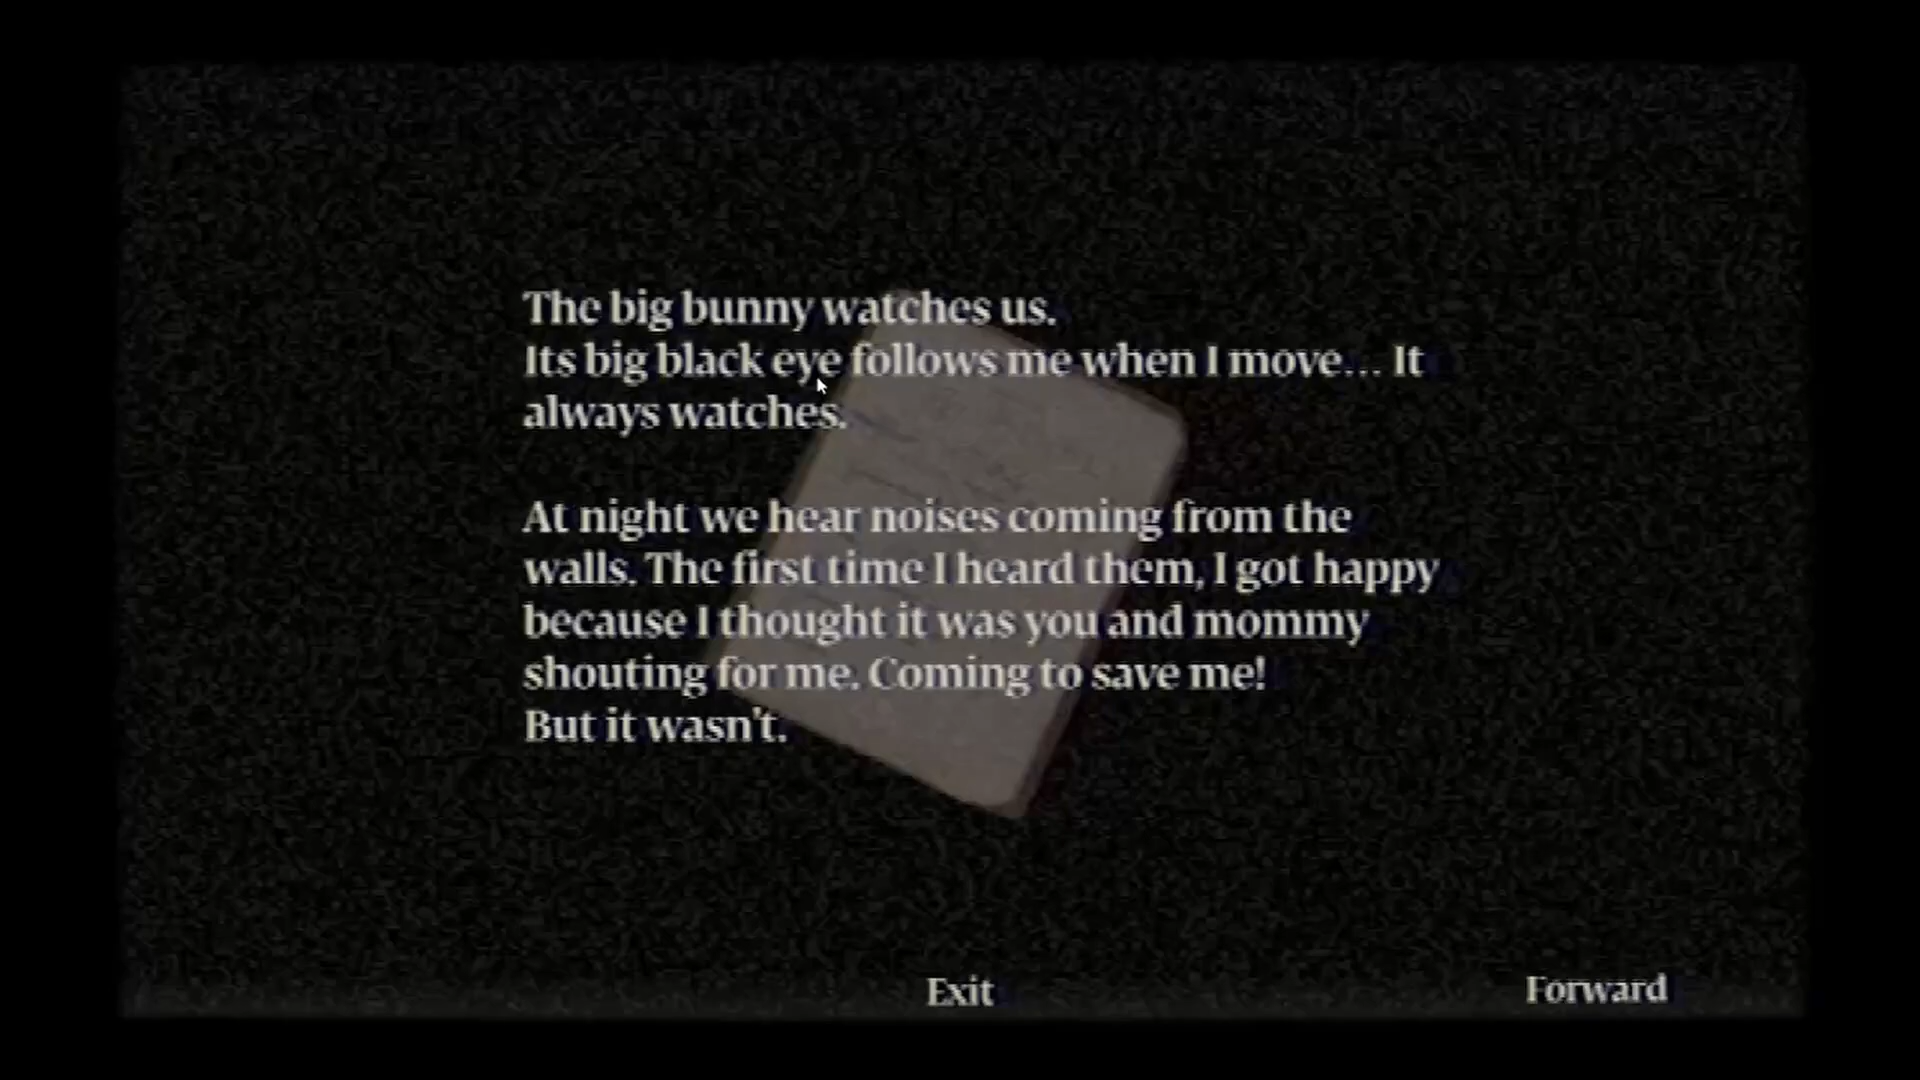 The big bunny watches us.
Its big black eye follows me when I move... It
always watches.
At night we hear noises coming from the
walls. The first time I heard them, I got happy
because I thought it was you and mommy
shouting for me. Coming to save me!
But it wasn't.
Exit
Forward